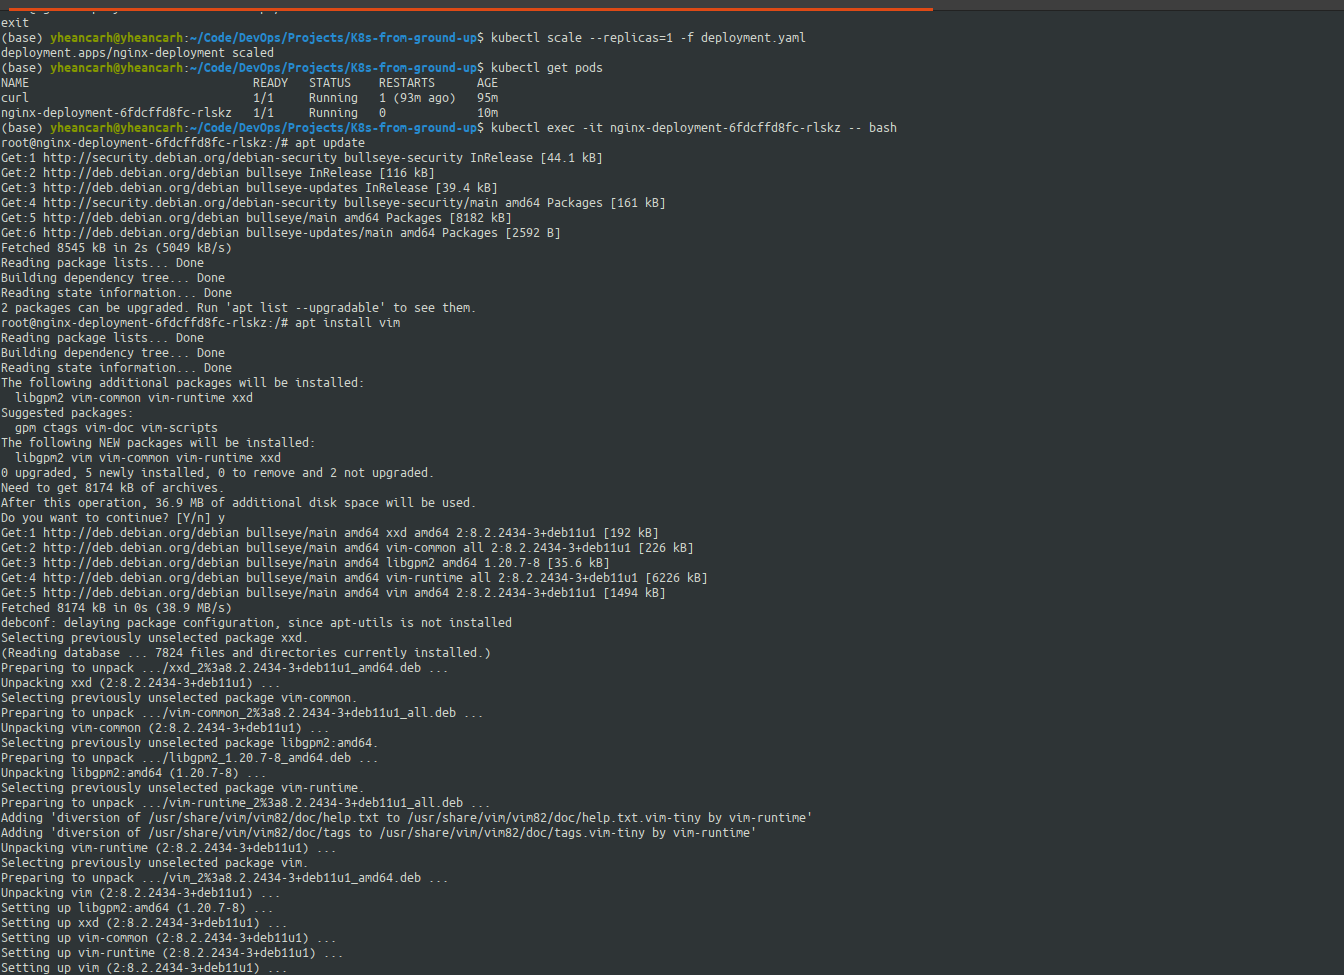 exit
(base) yheancarh@yheancarh:~/Code/DevOps/Projects/K8s-from-ground-up$ kubectl scale --replicas=1 -f deployment.yaml
deployment.apps/nginx-deployment scaled
(base) yheancarh@yheancarh:~/Code/DevOps/Projects/K8s-from-ground-up$ kubectl get pods
NAME                                READY   STATUS    RESTARTS      AGE
curl                                1/1     Running   1 (93m ago)   95m
nginx-deployment-6fdcffd8fc-rlskz   1/1     Running   0             10m
(base) yheancarh@yheancarh:~/Code/DevOps/Projects/K8s-from-ground-up$ kubectl exec -it nginx-deployment-6fdcffd8fc-rlskz -- bash
root@nginx-deployment-6fdcffd8fc-rlskz:/# apt update
Get:1 http://security.debian.org/debian-security bullseye-security InRelease [44.1 kB]
Get:2 http://deb.debian.org/debian bullseye InRelease [116 kB]
Get:3 http://deb.debian.org/debian bullseye-updates InRelease [39.4 kB]
Get:4 http://security.debian.org/debian-security bullseye-security/main amd64 Packages [161 kB]
Get:5 http://deb.debian.org/debian bullseye/main amd64 Packages [8182 kB]
Get:6 http://deb.debian.org/debian bullseye-updates/main amd64 Packages [2592 B]
Fetched 8545 kB in 2s (5049 kB/s)
Reading package lists... Done
Building dependency tree... Done
Reading state information... Done
2 packages can be upgraded. Run 'apt list --upgradable' to see them.
root@nginx-deployment-6fdcffd8fc-rlskz:/# apt install vim
Reading package lists... Done
Building dependency tree... Done
Reading state information... Done
The following additional packages will be installed:
  libgpm2 vim-common vim-runtime xxd
Suggested packages:
  gpm ctags vim-doc vim-scripts
The following NEW packages will be installed:
  libgpm2 vim vim-common vim-runtime xxd
0 upgraded, 5 newly installed, 0 to remove and 2 not upgraded.
Need to get 8174 kB of archives.
After this operation, 36.9 MB of additional disk space will be used.
Do you want to continue? [Y/n] y
Get:1 http://deb.debian.org/debian bullseye/main amd64 xxd amd64 2:8.2.2434-3+deb11u1 [192 kB]
Get:2 http://deb.debian.org/debian bullseye/main amd64 vim-common all 2:8.2.2434-3+deb11u1 [226 kB]
Get:3 http://deb.debian.org/debian bullseye/main amd64 libgpm2 amd64 1.20.7-8 [35.6 kB]
Get:4 http://deb.debian.org/debian bullseye/main amd64 vim-runtime all 2:8.2.2434-3+deb11u1 [6226 kB]
Get:5 http://deb.debian.org/debian bullseye/main amd64 vim amd64 2:8.2.2434-3+deb11u1 [1494 kB]
Fetched 8174 kB in 0s (38.9 MB/s)
debconf: delaying package configuration, since apt-utils is not installed
Selecting previously unselected package xxd.
(Reading database ... 7824 files and directories currently installed.)
Preparing to unpack .../xxd_2%3a8.2.2434-3+deb11u1_amd64.deb ...
Unpacking xxd (2:8.2.2434-3+deb11u1) ...
Selecting previously unselected package vim-common.
Preparing to unpack .../vim-common_2%3a8.2.2434-3+deb11u1_all.deb ...
Unpacking vim-common (2:8.2.2434-3+deb11u1) ...
Selecting previously unselected package libgpm2:amd64.
Preparing to unpack .../libgpm2_1.20.7-8_amd64.deb ...
Unpacking libgpm2:amd64 (1.20.7-8) ...
Selecting previously unselected package vim-runtime.
Preparing to unpack .../vim-runtime_2%3a8.2.2434-3+deb11u1_all.deb ...
Adding 'diversion of /usr/share/vim/vim82/doc/help.txt to /usr/share/vim/vim82/doc/help.txt.vim-tiny by vim-runtime'
Adding 'diversion of /usr/share/vim/vim82/doc/tags to /usr/share/vim/vim82/doc/tags.vim-tiny by vim-runtime'
Unpacking vim-runtime (2:8.2.2434-3+deb11u1) ...
Selecting previously unselected package vim.
Preparing to unpack .../vim_2%3a8.2.2434-3+deb11u1_amd64.deb ...
Unpacking vim (2:8.2.2434-3+deb11u1) ...
Setting up libgpm2:amd64 (1.20.7-8) ...
Setting up xxd (2:8.2.2434-3+deb11u1) ...
Setting up vim-common (2:8.2.2434-3+deb11u1) ...
Setting up vim-runtime (2:8.2.2434-3+deb11u1) ...
Setting up vim (2:8.2.2434-3+deb11u1) ...